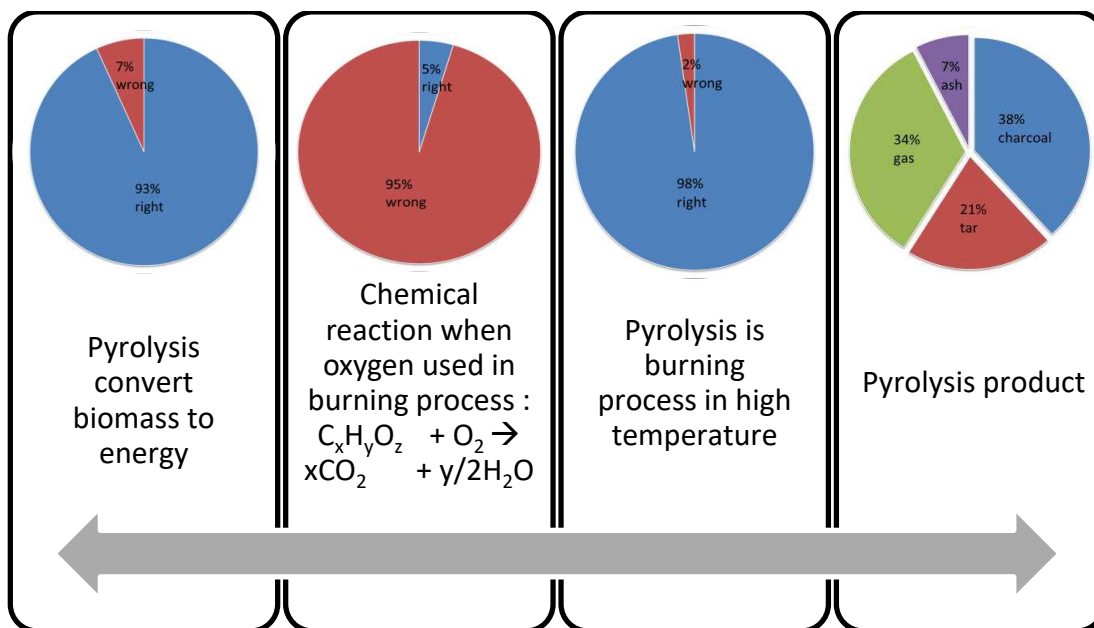 7%
wrong
93%
right
Pyrolysis
convert
biomass to
energy
5%
right
95%
wrong
Chemical
reaction when
oxygen used in
burning process :
CₓHᵧO_z + O₂ →
xCO₂ + y/2H₂O
2%
wrong
98%
right
Pyrolysis is
burning
process in high
temperature
7%
ash
38%
charcoal
34%
gas
21%
tar
Pyrolysis product